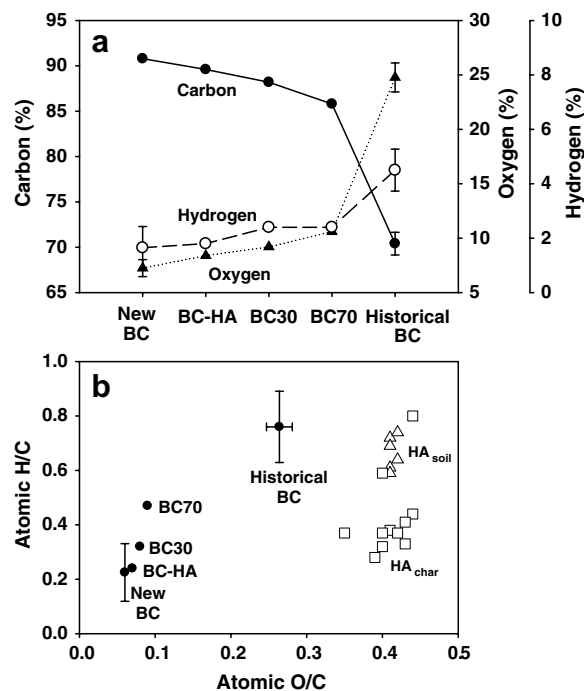 a
95
90
85
80
75
70
65
Carbon (%)
30
25
20
15
10
5
Oxygen (%)
10
8
6
4
2
0
Hydrogen (%)
Carbon
Hydrogen
Oxygen
New BC-HA BC30 BC70 Historical
BC BC
b
1.0
0.8
0.6
0.4
0.2
0.0
Atomic H/C
HA soil
Historical
BC
BC70
BC30
BC-HA
New
BC
HA char
0.0 0.1 0.2 0.3 0.4 0.5
Atomic O/C